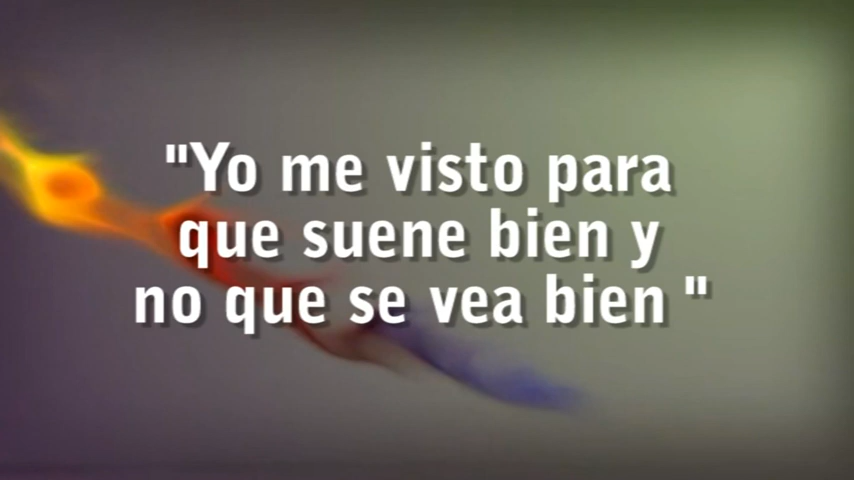 "Yo me visto para
que suene bien y
no que se vea bien "